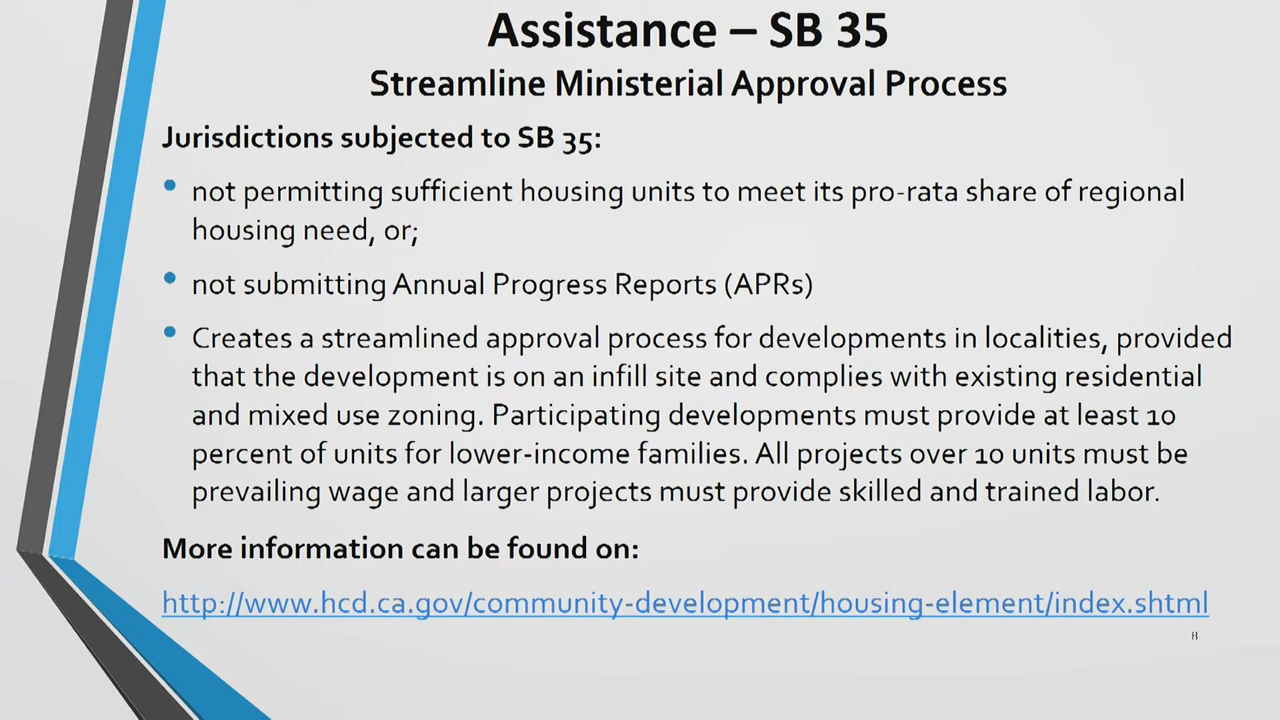 Assistance – SB 35
Streamline Ministerial Approval Process
Jurisdictions subjected to SB 35:
• not permitting sufficient housing units to meet its pro-rata share of regional
housing need, or;
• not submitting Annual Progress Reports (APRs)
• Creates a streamlined approval process for developments in localities, provided
that the development is on an infill site and complies with existing residential
and mixed use zoning. Participating developments must provide at least 10
percent of units for lower-income families. All projects over 10 units must be
prevailing wage and larger projects must provide skilled and trained labor.
More information can be found on:
http://www.hcd.ca.gov/community-development/housing-element/index.shtml
8